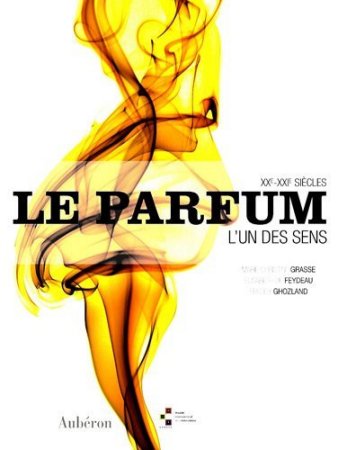 XXE-XXIE SIÈCLES
LE PARFUM
L'UN DES SENS
GRASSE
FEYDEAU
GHOZLAND
Aubéron